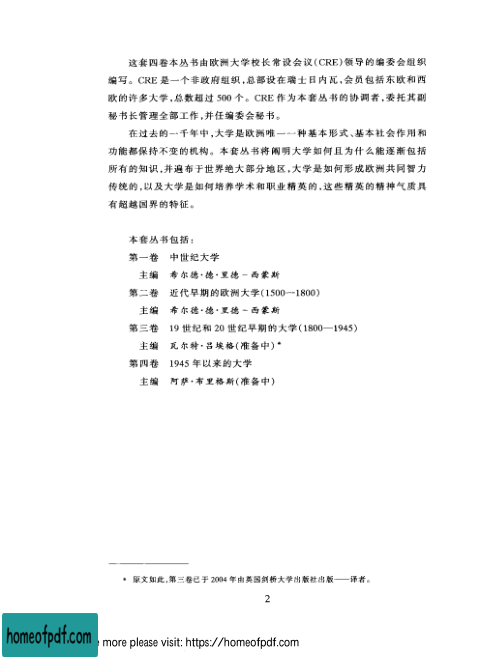 这套四卷本丛书由欧洲大学校长常设会议(CRE)领导的编委会组织
编写。CRE 是一个非政府组织,总部设在瑞士日内瓦,会员包括东欧和西
欧的许多大学,总数超过 500 个。CRE 作为本套丛书的协调者,委托其副
秘书长管理全部工作,并任编委会秘书。
在过去的一千年中,大学是欧洲唯一一种基本形式、基本社会作用和
功能都保持不变的机构。本套丛书将阐明大学如何且为什么能逐渐包括
所有的知识,并遍布于世界绝大部分地区,大学是如何形成欧洲共同智力
传统的,以及大学是如何培养学术和职业精英的,这些精英的精神气质具
有超越国界的特征。
本套丛书包括:
第一卷 中世纪大学
主编 希尔德·德·里德-西蒙斯
第二卷 近代早期的欧洲大学(1500—1800)
主编 希尔德·德·里德-西蒙斯
第三卷 19 世纪和 20 世纪早期的大学(1800—1945)
主编 瓦尔特·吕埃格(准备中)*
第四卷 1945 年以来的大学
主编 阿萨·布里格斯(准备中)
* 原文如此,第三卷已于 2004 年由英国剑桥大学出版社出版——译者。
2
homeofpdf.com
more please visit: https://homeofpdf.com